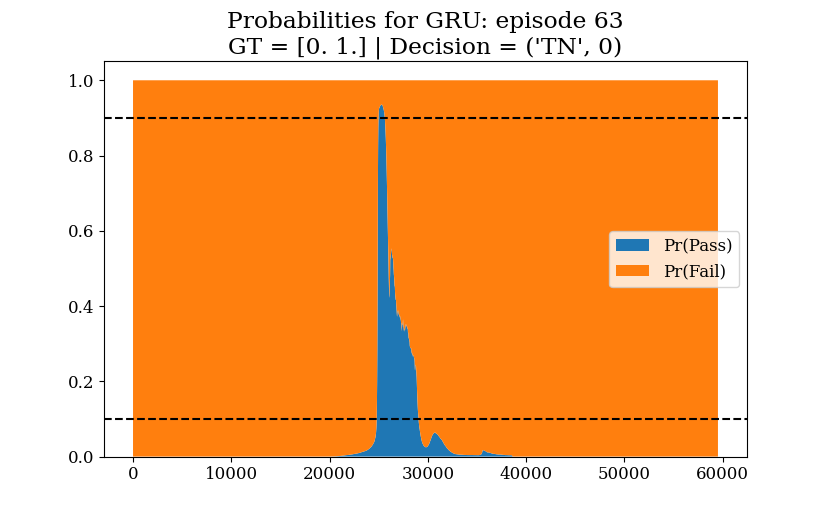 Probabilities for GRU: episode 63
GT = [0. 1.] | Decision = ('TN', 0)
1.0
0.8
0.6
0.4
0.2
0.0
Pr(Pass)
Pr(Fail)
0 10000 20000 30000 40000 50000 60000